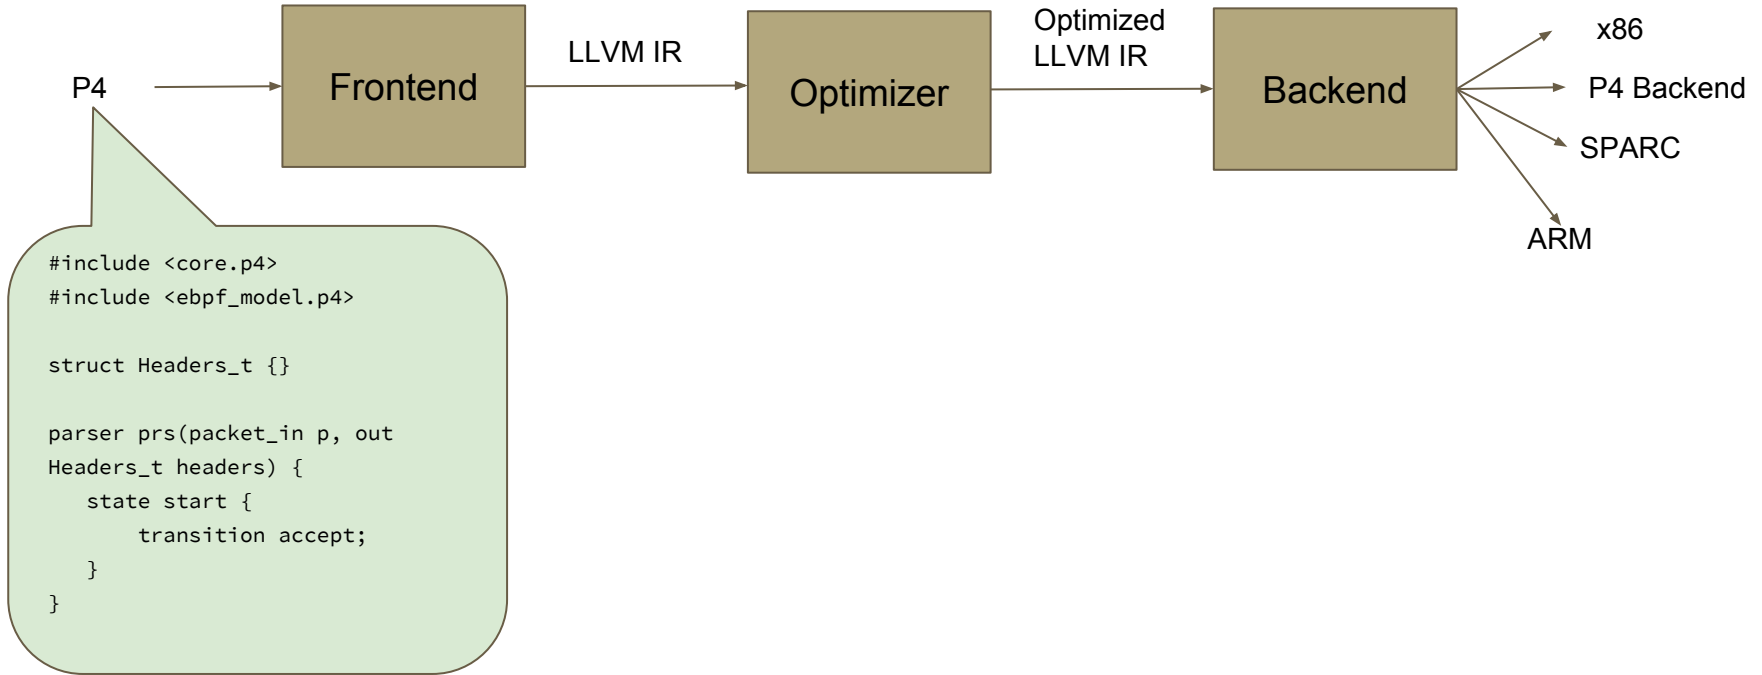 P4
Frontend
LLVM IR
Optimizer
Optimized
LLVM IR
Backend
x86
P4 Backend
SPARC
ARM
#include <core.p4>
#include <ebpf_model.p4>
struct Headers_t {}
parser prs(packet_in p, out
Headers_t headers) {
state start {
transition accept;
}
}